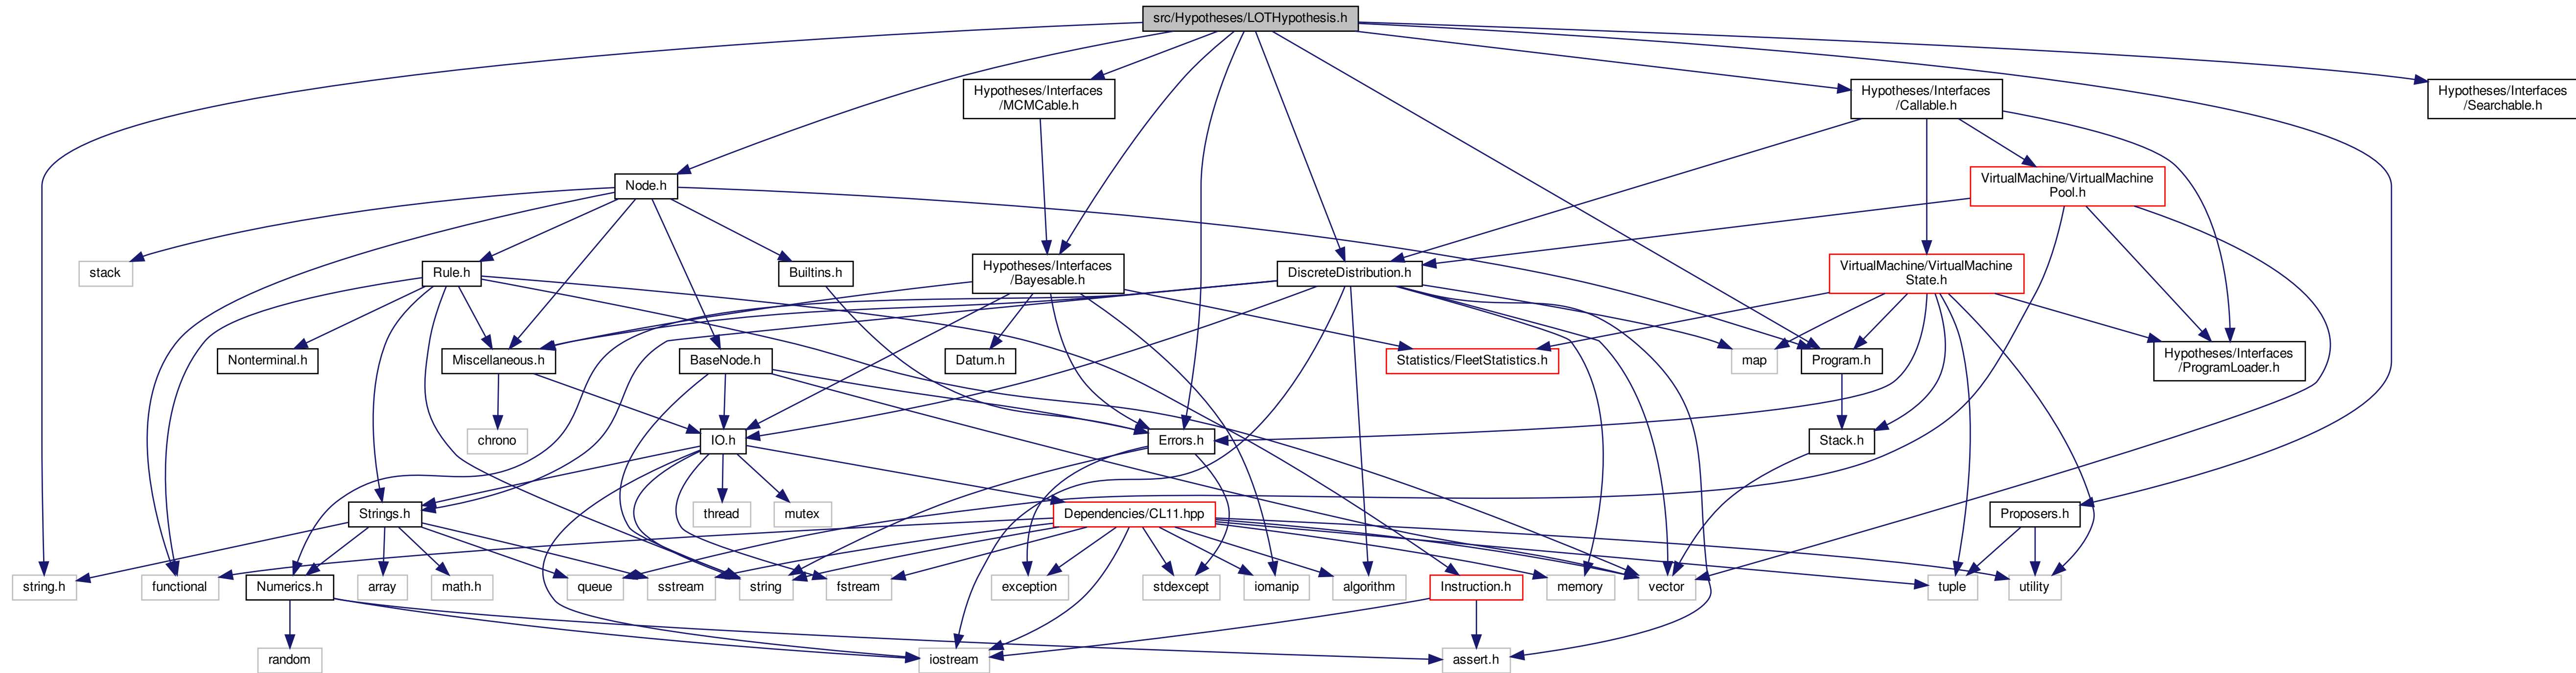 src/Hypotheses/LOTHypothesis.h
Hypotheses/Interfaces
/MCMCable.h
Hypotheses/Interfaces
/Callable.h
Hypotheses/Interfaces
/Searchable.h
Node.h
VirtualMachine/VirtualMachine
Pool.h
stack
Rule.h
Builtins.h
Hypotheses/Interfaces
/Bayesable.h
DiscreteDistribution.h
VirtualMachine/VirtualMachine
State.h
Nonterminal.h
Miscellaneous.h
BaseNode.h
Datum.h
Statistics/FleetStatistics.h
map
Program.h
Hypotheses/Interfaces
/ProgramLoader.h
chrono
IO.h
Errors.h
Stack.h
Strings.h
thread
mutex
Dependencies/CL11.hpp
Proposers.h
string.h
functional
Numerics.h
array
math.h
queue
sstream
string
fstream
exception
stdexcept
iomanip
algorithm
Instruction.h
memory
vector
tuple
utility
random
iostream
assert.h